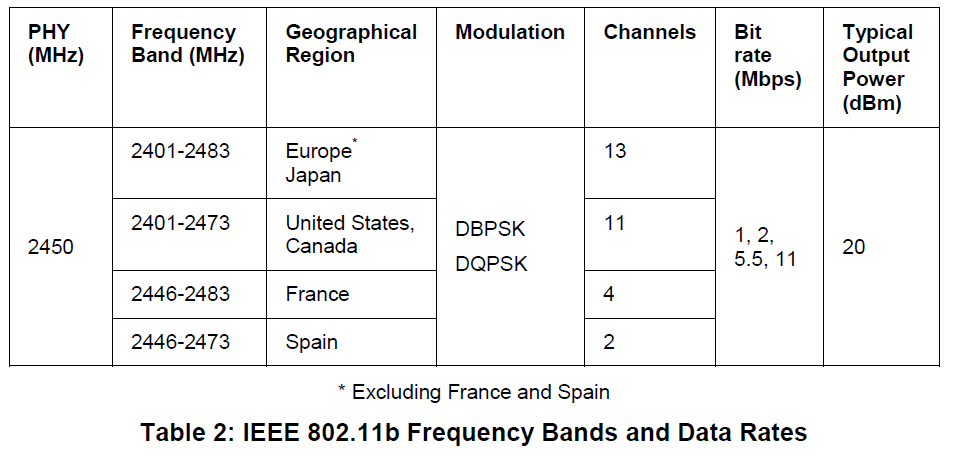 PHY (MHz) Frequency Band (MHz) Geographical Region Modulation Channels Bit rate (Mbps) Typical Output Power (dBm)
2450
2401-2483 Europe* Japan 13
2401-2473 United States, Canada 11
2446-2483 France 4
2446-2473 Spain 2
DBPSK
DQPSK
1, 2,
5.5, 11
20
* Excluding France and Spain
Table 2: IEEE 802.11b Frequency Bands and Data Rates